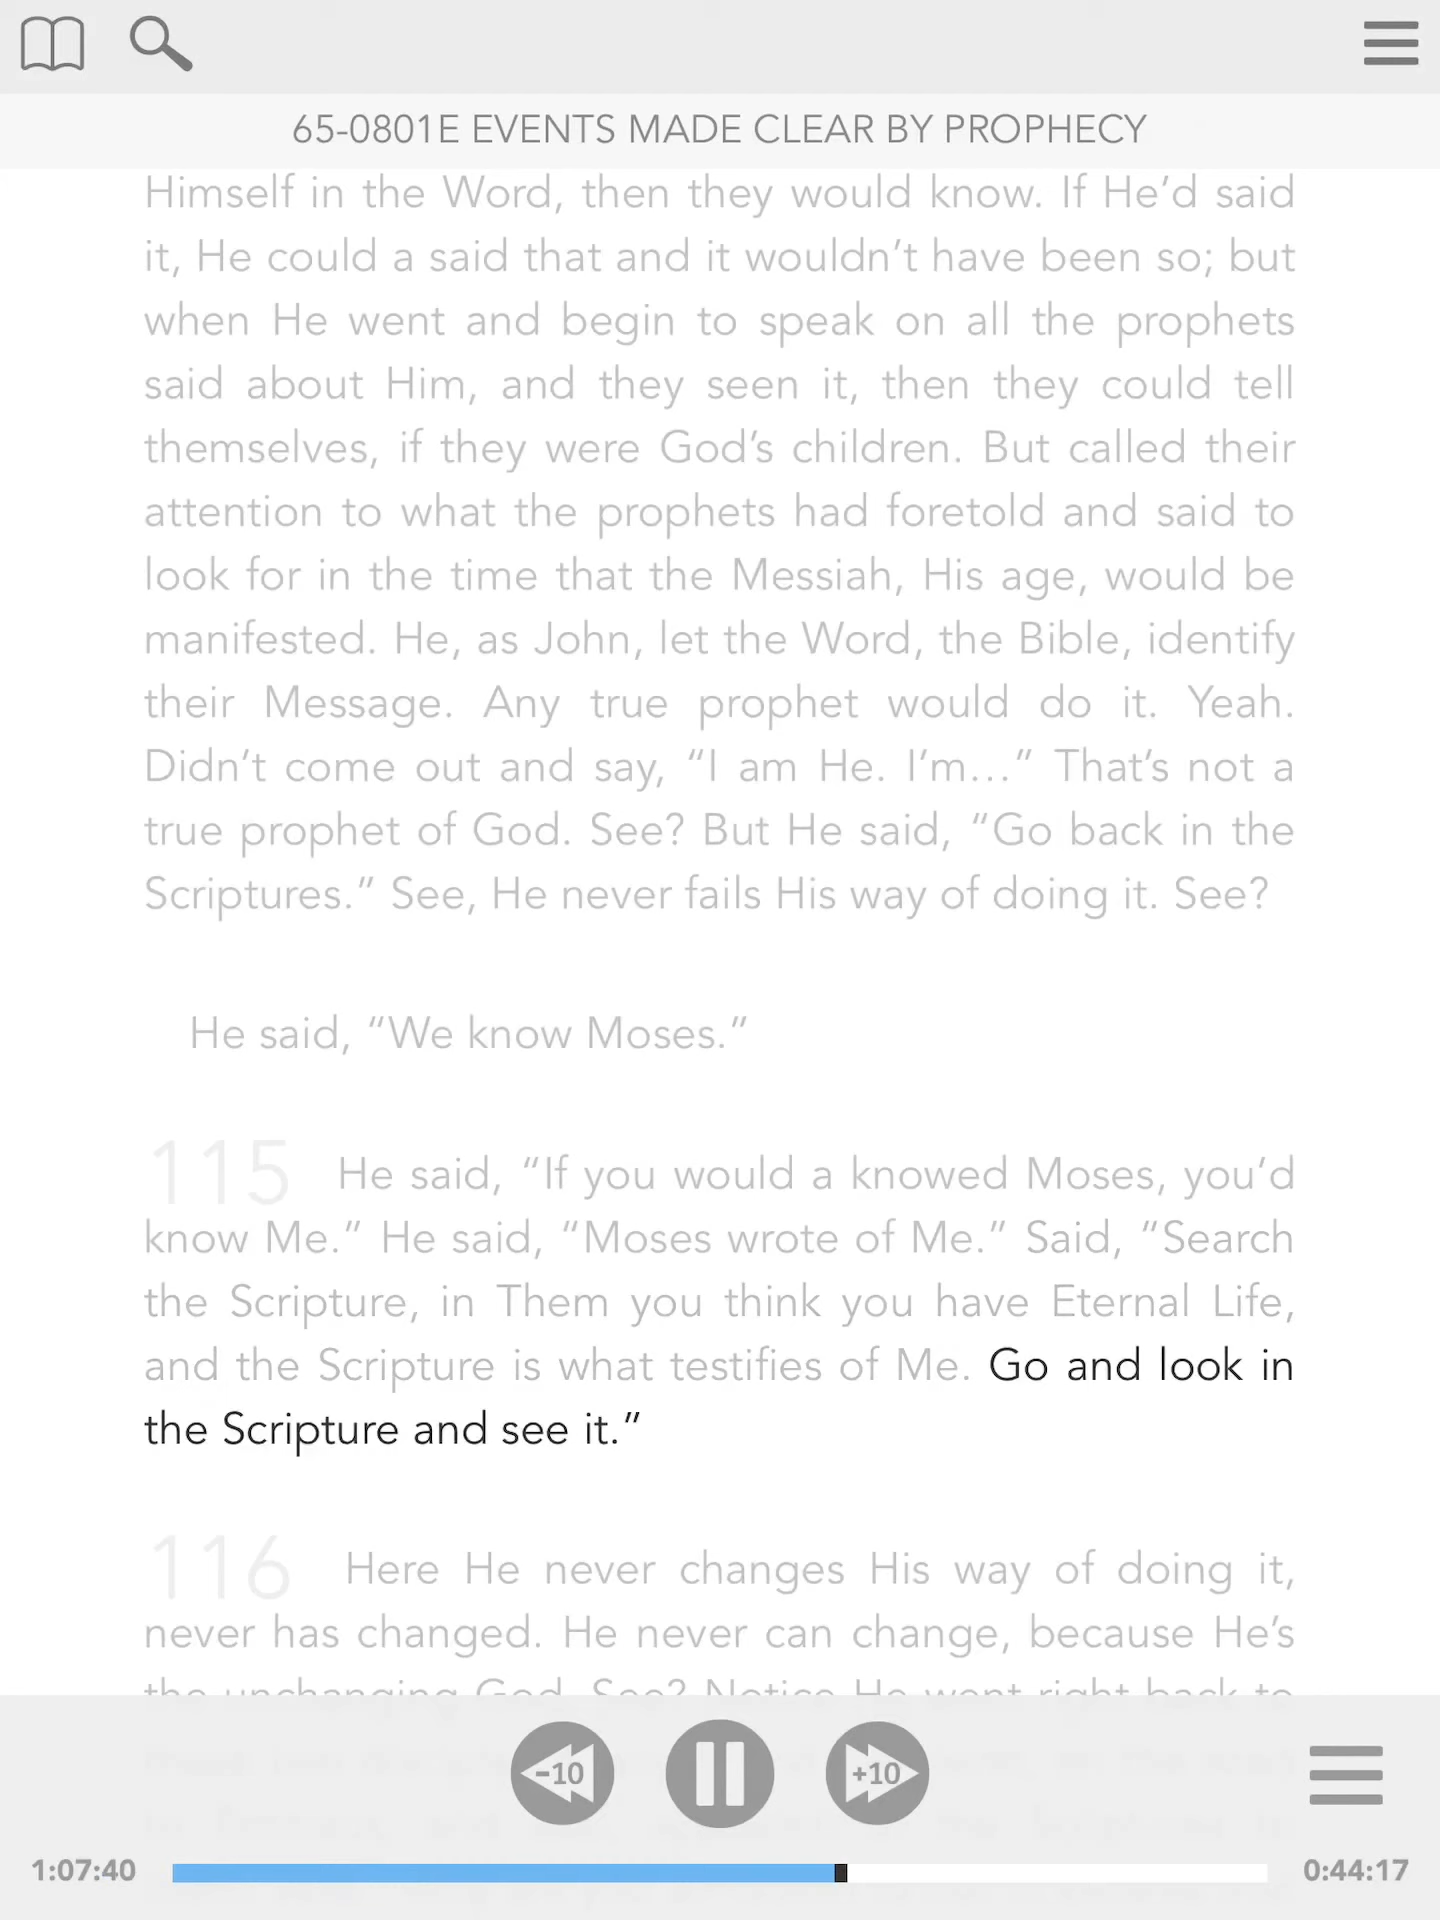 65-0801E EVENTS MADE CLEAR BY PROPHECY
Himself in the Word, then they would know. If He’d said
it, He could a said that and it wouldn’t have been so; but
when He went and begin to speak on all the prophets
said about Him, and they seen it, then they could tell
themselves, if they were God’s children. But called their
attention to what the prophets had foretold and said to
look for in the time that the Messiah, His age, would be
manifested. He, as John, let the Word, the Bible, identify
their Message. Any true prophet would do it. Yeah.
Didn’t come out and say, “I am He. I’m…” That’s not a
true prophet of God. See? But He said, “Go back in the
Scriptures.” See, He never fails His way of doing it. See?
He said, “We know Moses.”
115 He said, “If you would a knowed Moses, you’d
know Me.” He said, “Moses wrote of Me.” Said, “Search
the Scripture, in Them you think you have Eternal Life,
and the Scripture is what testifies of Me. Go and look in
the Scripture and see it.”
116 Here He never changes His way of doing it,
never has changed. He never can change, because He’s
the unchanging God. See? Notice He went right back to
-10 +10
1:07:40 0:44:17